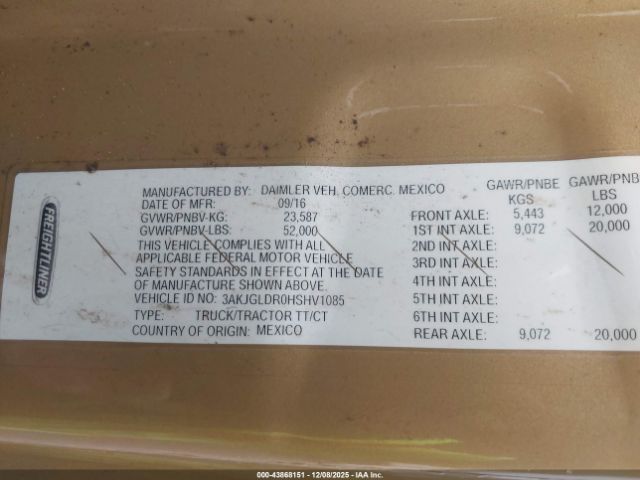 FREIGHTLINER
MANUFACTURED BY: DAIMLER VEH. COMERC. MEXICO
DATE OF MFR: 09/16
GVWR/PNBV-KG: 23,587
GVWR/PNBV-LBS: 52,000
THIS VEHICLE COMPLIES WITH ALL
APPLICABLE FEDERAL MOTOR VEHICLE
SAFETY STANDARDS IN EFFECT AT THE DATE
OF MANUFACTURE SHOWN ABOVE.
VEHICLE ID NO: 3AKJGLDR0HSHV1085
TYPE: TRUCK/TRACTOR TT/CT
COUNTRY OF ORIGIN: MEXICO
GAWR/PNBE GAWR/PNBE
KGS LBS
FRONT AXLE: 5,443 12,000
1ST INT AXLE: 9,072 20,000
2ND INT AXLE:
3RD INT AXLE:
4TH INT AXLE:
5TH INT AXLE:
6TH INT AXLE:
REAR AXLE: 9,072 20,000
000-43868151 - 12/08/2025 - IAA Inc.